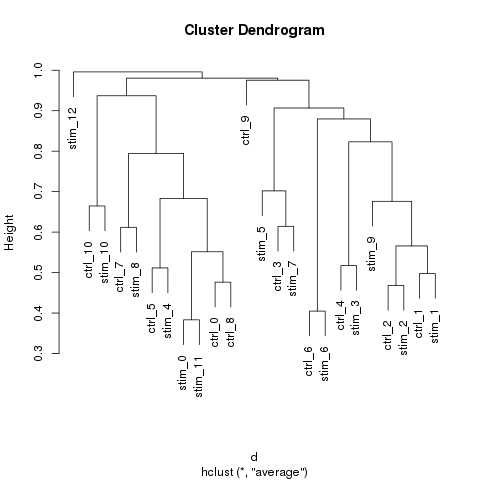 Cluster Dendrogram
Height
1.0
0.9
0.8
0.7
0.6
0.5
0.4
0.3
stim_12
ctrl_10
stim_10
ctrl_7
stim_8
ctrl_5
stim_4
stim_0
stim_11
ctrl_0
ctrl_8
ctrl_9
stim_5
ctrl_3
stim_7
ctrl_6
stim_6
ctrl_4
stim_3
stim_9
ctrl_2
stim_2
ctrl_1
stim_1
d
hclust (*, "average")